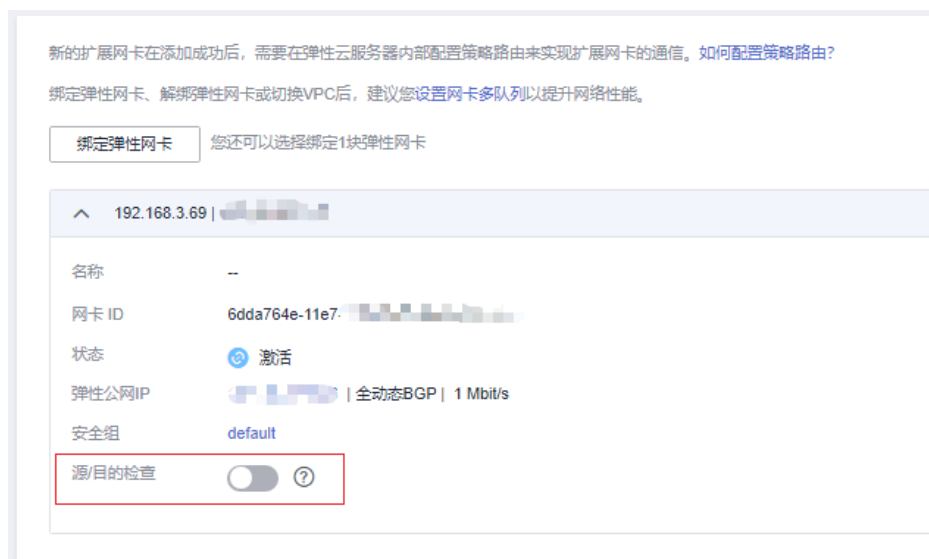 新的扩展网卡在添加成功后，需要在弹性云服务器内部配置策略路由来实现扩展网卡的通信。如何配置策略路由?
绑定弹性网卡、解绑弹性网卡或切换VPC后，建议您设置网卡多队列以提升网络性能。
绑定弹性网卡 您还可以选择绑定1块弹性网卡
192.168.3.69 |
名称 --
网卡 ID 6dda764e-11e7-
状态 激活
弹性公网IP | 全动态BGP | 1 Mbit/s
安全组 default
源/目的检查